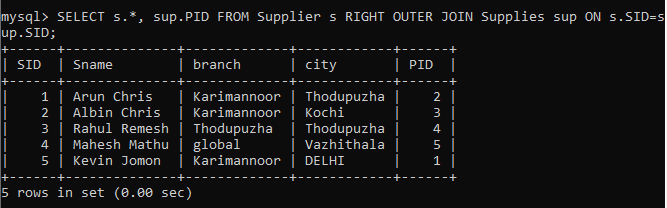 mysql> SELECT s.*, sup.PID FROM Supplier s RIGHT OUTER JOIN Supplies sup ON s.SID=s
up.SID;
+------+--------------+------------+------------+------+
| SID  | Sname        | branch     | city       | PID  |
+------+--------------+------------+------------+------+
|    1 | Arun Chris   | Karimannoor | Thodupuzha |    2 |
|    2 | Albin Chris  | Karimannoor | Kochi      |    3 |
|    3 | Rahul Remesh | Thodupuzha | Thodupuzha |    4 |
|    4 | Mahesh Mathu | global     | Vazhithala |    5 |
|    5 | Kevin Jomon  | Karimannoor | DELHI      |    1 |
+------+--------------+------------+------------+------+
5 rows in set (0.00 sec)